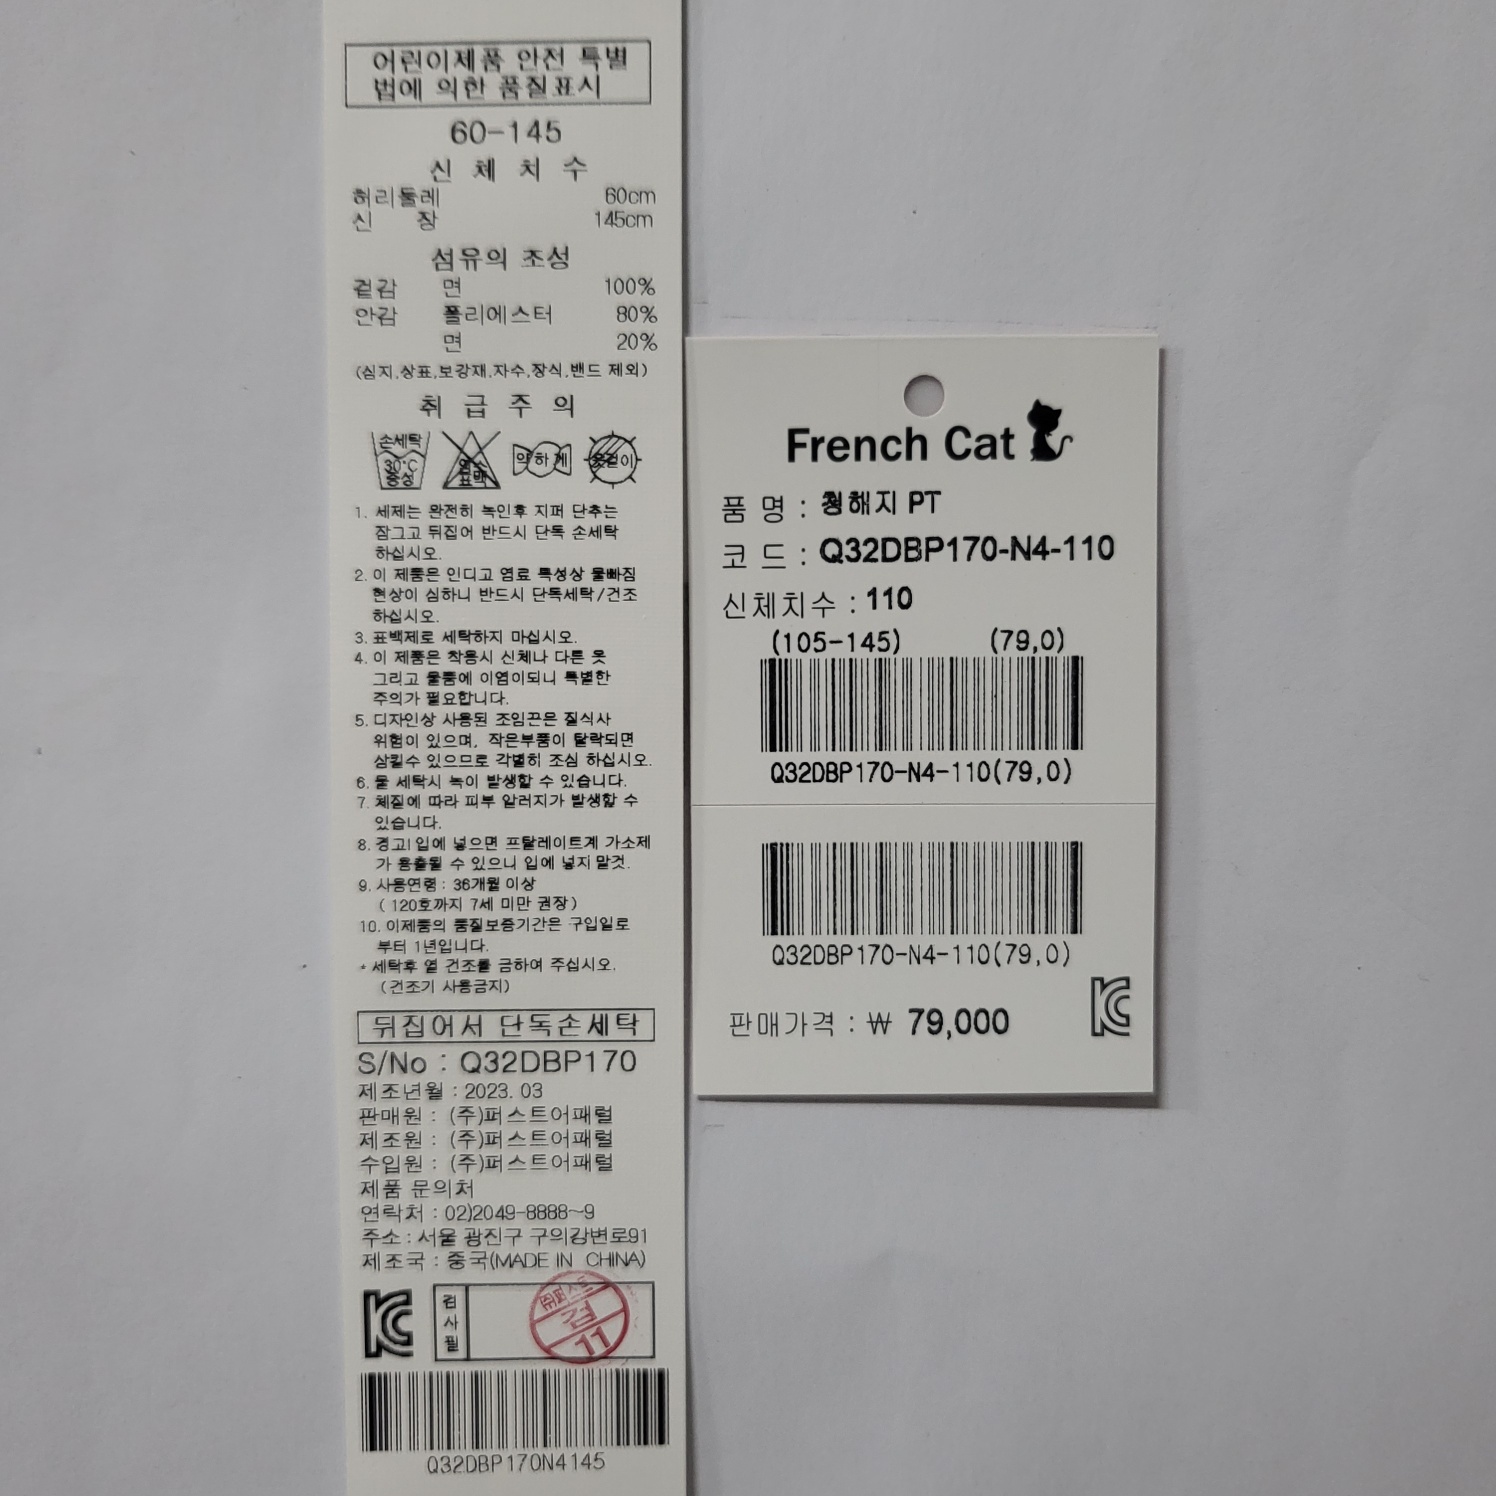 어린이제품 안전 특별
법에 의한 품질표시
60-145
신 체 치 수
허리둘레 60cm
신 장 145cm
섬유의 조성
겉감 면 100%
안감 폴리에스터 80%
면 20%
(심지,상표,보강재,자수,장식,밴드 제외)
취 급 주 의
손세탁
30°C
중성
염소
표백
약하게
옷걸이
1. 세제는 완전히 녹인후 지퍼 단추는
잠그고 뒤집어 반드시 단독 손세탁
하십시오.
2. 이 제품은 인디고 염료 특성상 물빠짐
현상이 심하니 반드시 단독세탁/건조
하십시오.
3. 표백제로 세탁하지 마십시오.
4. 이 제품은 착용시 신체나 다른 옷
그리고 물품에 이염이되니 특별한
주의가 필요합니다.
5. 디자인상 사용된 조임끈은 질식사
위험이 있으며, 작은부품이 탈락되면
삼킬수 있으므로 각별히 조심 하십시오.
6. 물 세탁시 녹이 발생할 수 있습니다.
7. 체질에 따라 피부 알러지가 발생할 수
있습니다.
8. 경고! 입에 넣으면 프탈레이트계 가소제
가 용출될 수 있으니 입에 넣지 말것.
9. 사용연령 : 36개월 이상
( 120호까지 7세 미만 권장 )
10. 이제품의 품질보증기간은 구입일로
부터 1년입니다.
* 세탁후 열 건조를 금하여 주십시오.
(건조기 사용금지)
뒤집어서 단독손세탁
S/No : Q32DBP170
제조년월 : 2023. 03
판매원 : (주)퍼스트어패럴
제조원 : (주)퍼스트어패럴
수입원 : (주)퍼스트어패럴
제품 문의처
연락처 : 02)2049-8888~9
주소 : 서울 광진구 구의강변로91
제조국 : 중국(MADE IN CHINA)
KC
검사필
㈜퍼스트
검
11
Q32DBP170N4145
French Cat
품 명 : 청해지 PT
코 드 : Q32DBP170-N4-110
신체치수 : 110
(105-145) (79,0)
Q32DBP170-N4-110(79,0)
Q32DBP170-N4-110(79,0)
판매가격 : ₩ 79,000
KC